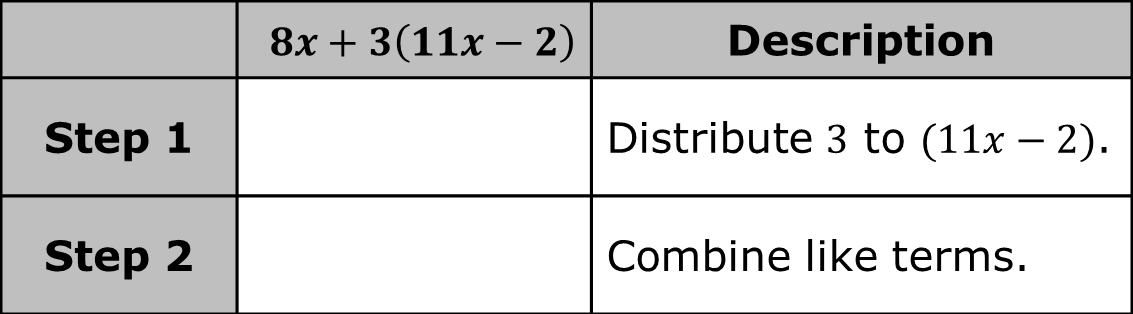 8x + 3(11x − 2) Description
Step 1 Distribute 3 to (11x − 2).
Step 2 Combine like terms.